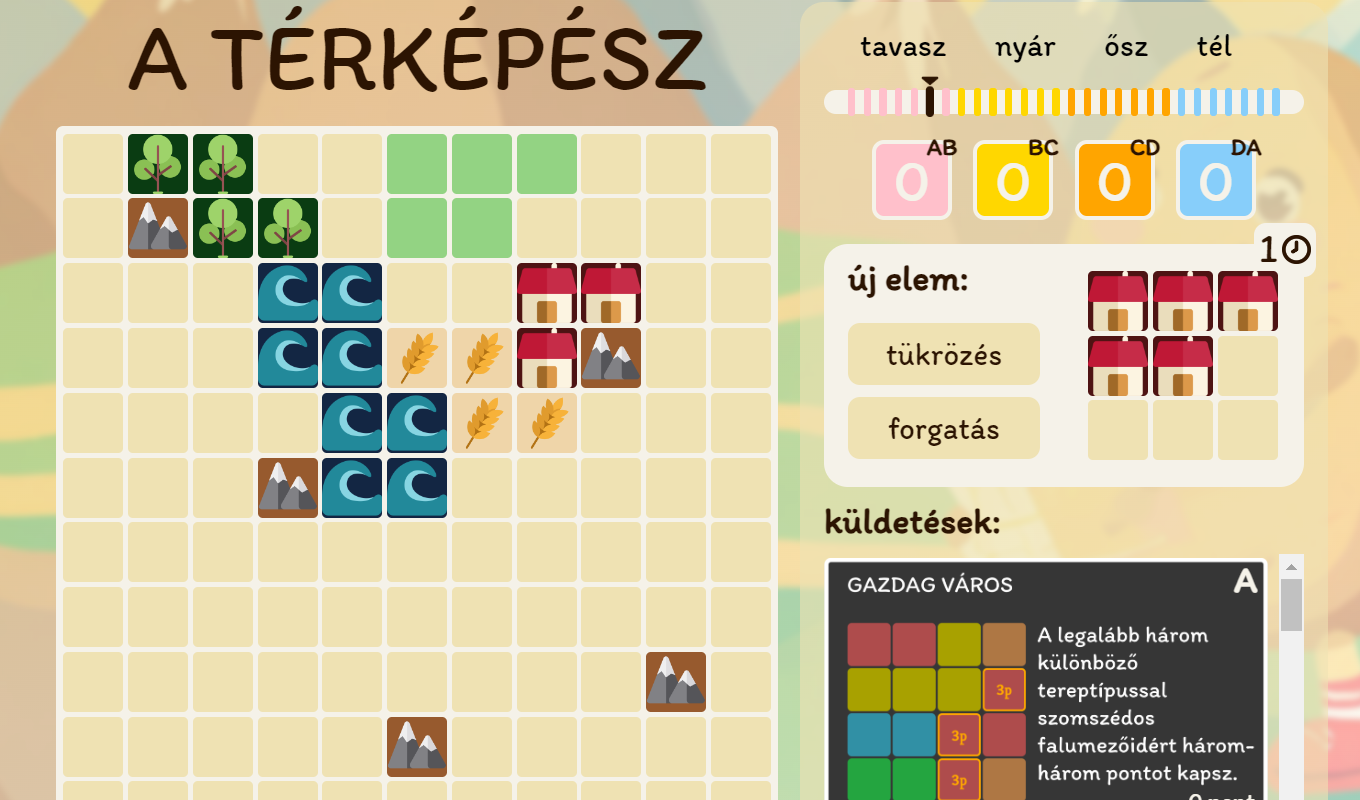 A TÉRKÉPÉSZ
tavasz nyár ősz tél
AB BC CD DA
0 0 0 0
1
új elem:
tükrözés
forgatás
küldetések:
GAZDAG VÁROS A
A legalább három
különböző
tereptípussal
szomszédos
falumezőidért három-
három pontot kapsz.
3p
3p
3p